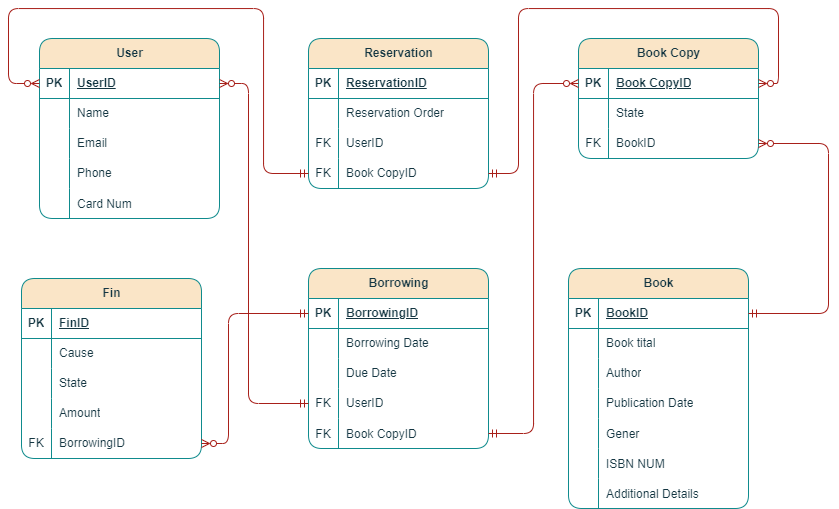 User
PK UserID
Name
Email
Phone
Card Num
Reservation
PK ReservationID
Reservation Order
FK UserID
FK Book CopyID
Book Copy
PK Book CopyID
State
FK BookID
Fin
PK FinID
Cause
State
Amount
FK BorrowingID
Borrowing
PK BorrowingID
Borrowing Date
Due Date
FK UserID
FK Book CopyID
Book
PK BookID
Book tital
Author
Publication Date
Gener
ISBN NUM
Additional Details